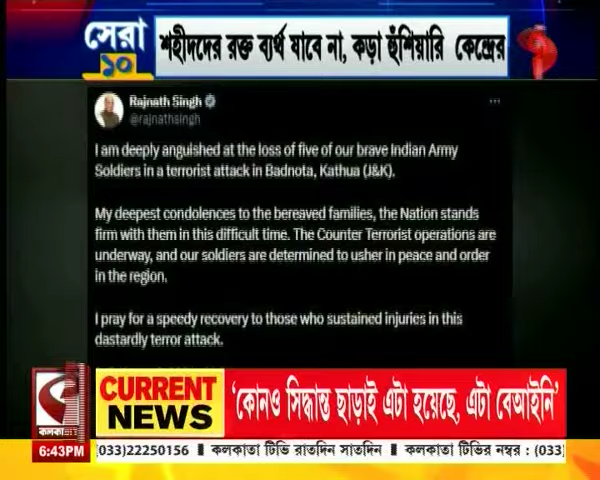 সেরা
১০
শহীদদের রক্ত ব্যর্থ যাবে না, কড়া হুঁশিয়ারি কেন্দ্রের
Rajnath Singh
@rajnathsingh
I am deeply anguished at the loss of five of our brave Indian Army
Soldiers in a terrorist attack in Badnota, Kathua (J&K).
My deepest condolences to the bereaved families, the Nation stands
firm with them in this difficult time. The Counter Terrorist operations are
underway, and our soldiers are determined to usher in peace and order
in the region.
I pray for a speedy recovery to those who sustained injuries in this
dastardly terror attack.
CURRENT
NEWS
‘কোনও সিদ্ধান্ত ছাড়াই এটা হয়েছে, এটা বেআইনি’
6:43PM
(033)22250156 কলকাতা টিভি রাতদিন সাতদিন কলকাতা টিভির নম্বর : (033)